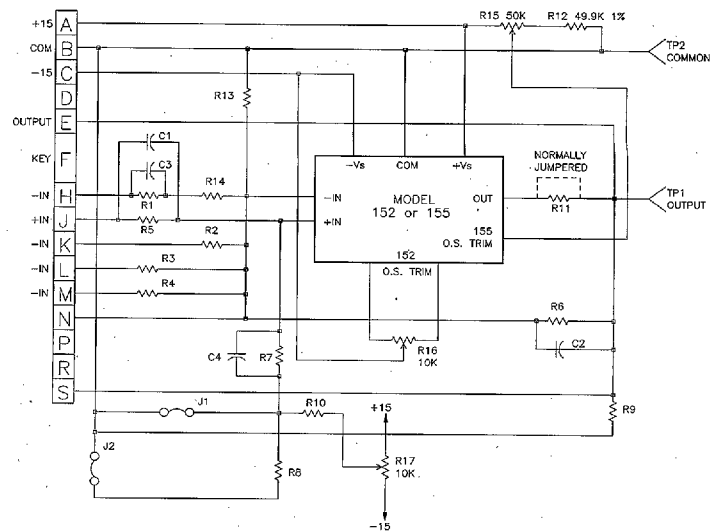 +15 A
R15 50K R12 49.9K 1%
COM B
TP2
COMMON
-15 C
D
R13
OUTPUT E
C1
KEY F
C3
-Vs COM +Vs
NORMALLY
JUMPERED
-IN H
R1
R14
-IN
MODEL
152 or 155
OUT
R11
TP1
OUTPUT
+IN J
R5
+IN
155
O.S. TRIM
-IN K
R2
152
O.S. TRIM
-IN L
R3
-IN M
R4
N
R6
P
C4
R7
R16
10K
C2
R
S
J1
R10
+15
R9
J2
R8
R17
10K
-15